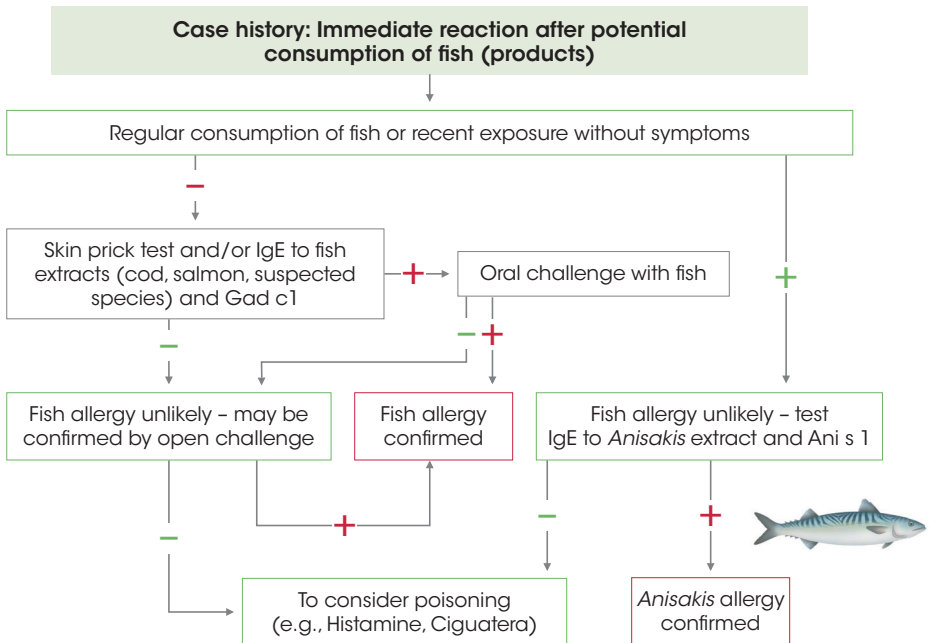 Case history: Immediate reaction after potential
consumption of fish (products)
Regular consumption of fish or recent exposure without symptoms
−
Skin prick test and/or IgE to fish
extracts (cod, salmon, suspected
species) and Gad c1
+
Oral challenge with fish
+
−
+
−
Fish allergy unlikely – may be
confirmed by open challenge
Fish allergy
confirmed
Fish allergy unlikely – test
IgE to Anisakis extract and Ani s 1
−
+
−
+
To consider poisoning
(e.g., Histamine, Ciguatera)
Anisakis allergy
confirmed